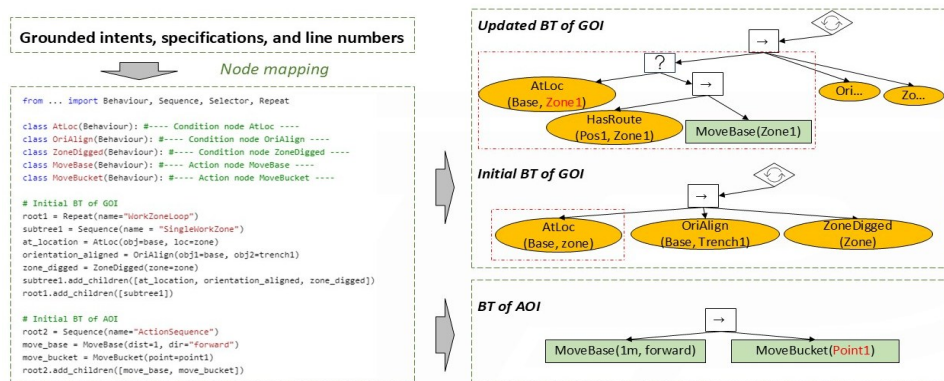 Grounded intents, specifications, and line numbers
Node mapping
from ... import Behaviour, Sequence, Selector, Repeat
class AtLoc(Behaviour): #---- Condition node AtLoc ----
class OriAlign(Behaviour): #---- Condition node OriAlign
class ZoneDigged(Behaviour): #---- Condition node ZoneDigged ----
class MoveBase(Behaviour): #---- Action node MoveBase ----
class MoveBucket(Behaviour): #---- Action node MoveBucket ----
# Initial BT of GOI
root1 = Repeat(name="WorkZoneLoop")
subtree1 = Sequence(name = "SingleWorkZone")
at_location = AtLoc(obj=base, loc=zone)
orientation_aligned = OriAlign(obj1=base, obj2=trench1)
zone_digged = ZoneDigged(zone=zone)
subtree1.add_children([at_location, orientation_aligned, zone_digged])
root1.add_children([subtree1])
# Initial BT of AOI
root2 = Sequence(name="ActionSequence")
move_base = MoveBase(dist=1, dir="forward")
move_bucket = MoveBucket(point=point1)
root2.add_children([move_base, move_bucket])
Updated BT of GOI
→
?
AtLoc
(Base, Zone1)
→
HasRoute
(Pos1, Zone1)
MoveBase(Zone1)
Ori...
Zo...
Initial BT of GOI
→
AtLoc
(Base, zone)
OriAlign
(Base, Trench1)
ZoneDigged
(Zone)
BT of AOI
→
MoveBase(1m, forward)
MoveBucket(Point1)